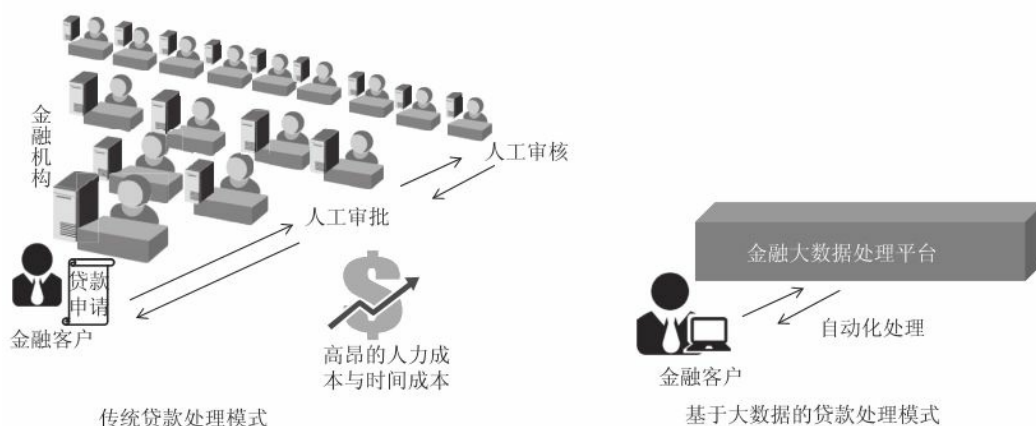 金融机构
人工审核
人工审批
贷款
申请
金融客户
高昂的人力成
本与时间成本
传统贷款处理模式
金融大数据处理平台
自动化处理
金融客户
基于大数据的贷款处理模式